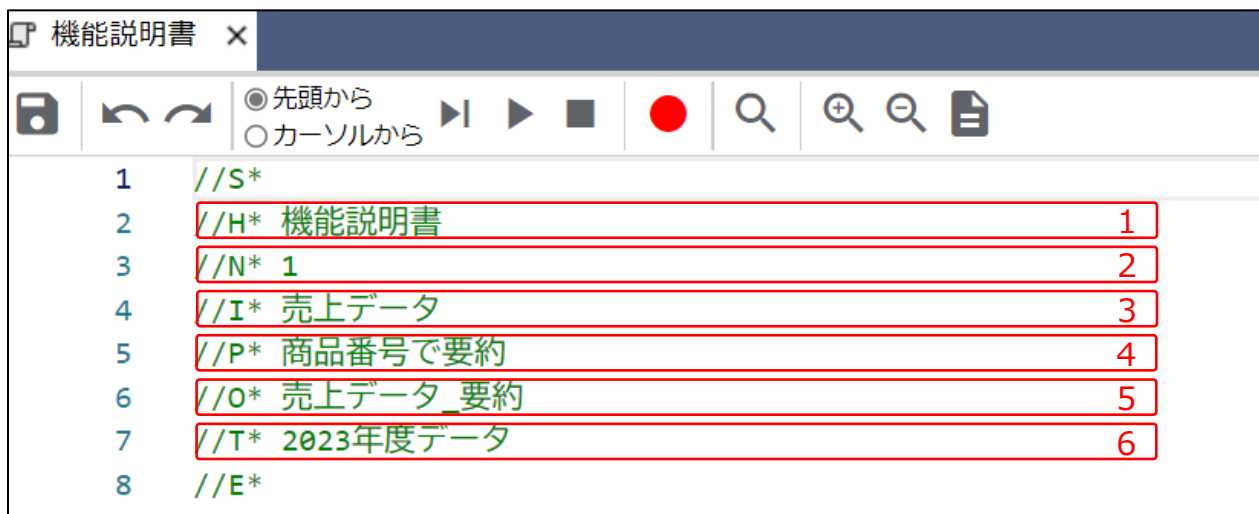 機能説明書 ×
先頭から
カーソルから
1 //S*
2 //H* 機能説明書 1
3 //N* 1 2
4 //I* 売上データ 3
5 //P* 商品番号で要約 4
6 //O* 売上データ_要約 5
7 //T* 2023年度データ 6
8 //E*